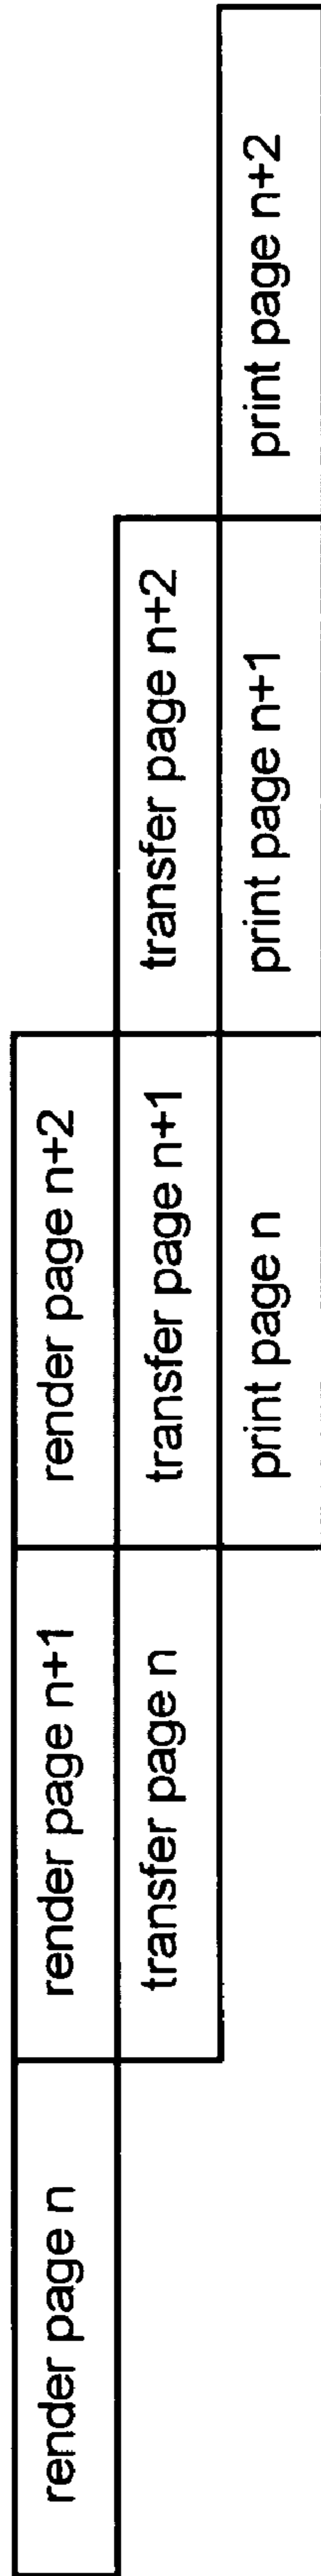 render page n
render page n+1
render page n+2
transfer page n
transfer page n+1
transfer page n+2
print page n
print page n+1
print page n+2